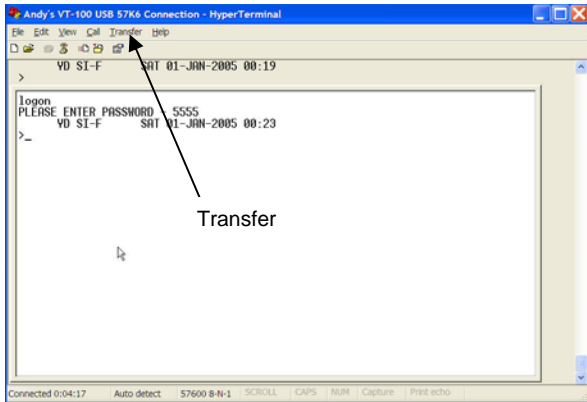 Andy's VT-100 USB 57K6 Connection - HyperTerminal
File Edit View Call Transfer Help
YD SI-F SAT 01-JAN-2005 00:19
>
logon
PLEASE ENTER PASSWORD - 5555
YD SI-F SAT 01-JAN-2005 00:23
>_
Transfer
Connected 0:04:17 Auto detect 57600 8-N-1 SCROLL CAPS NUM Capture Print echo